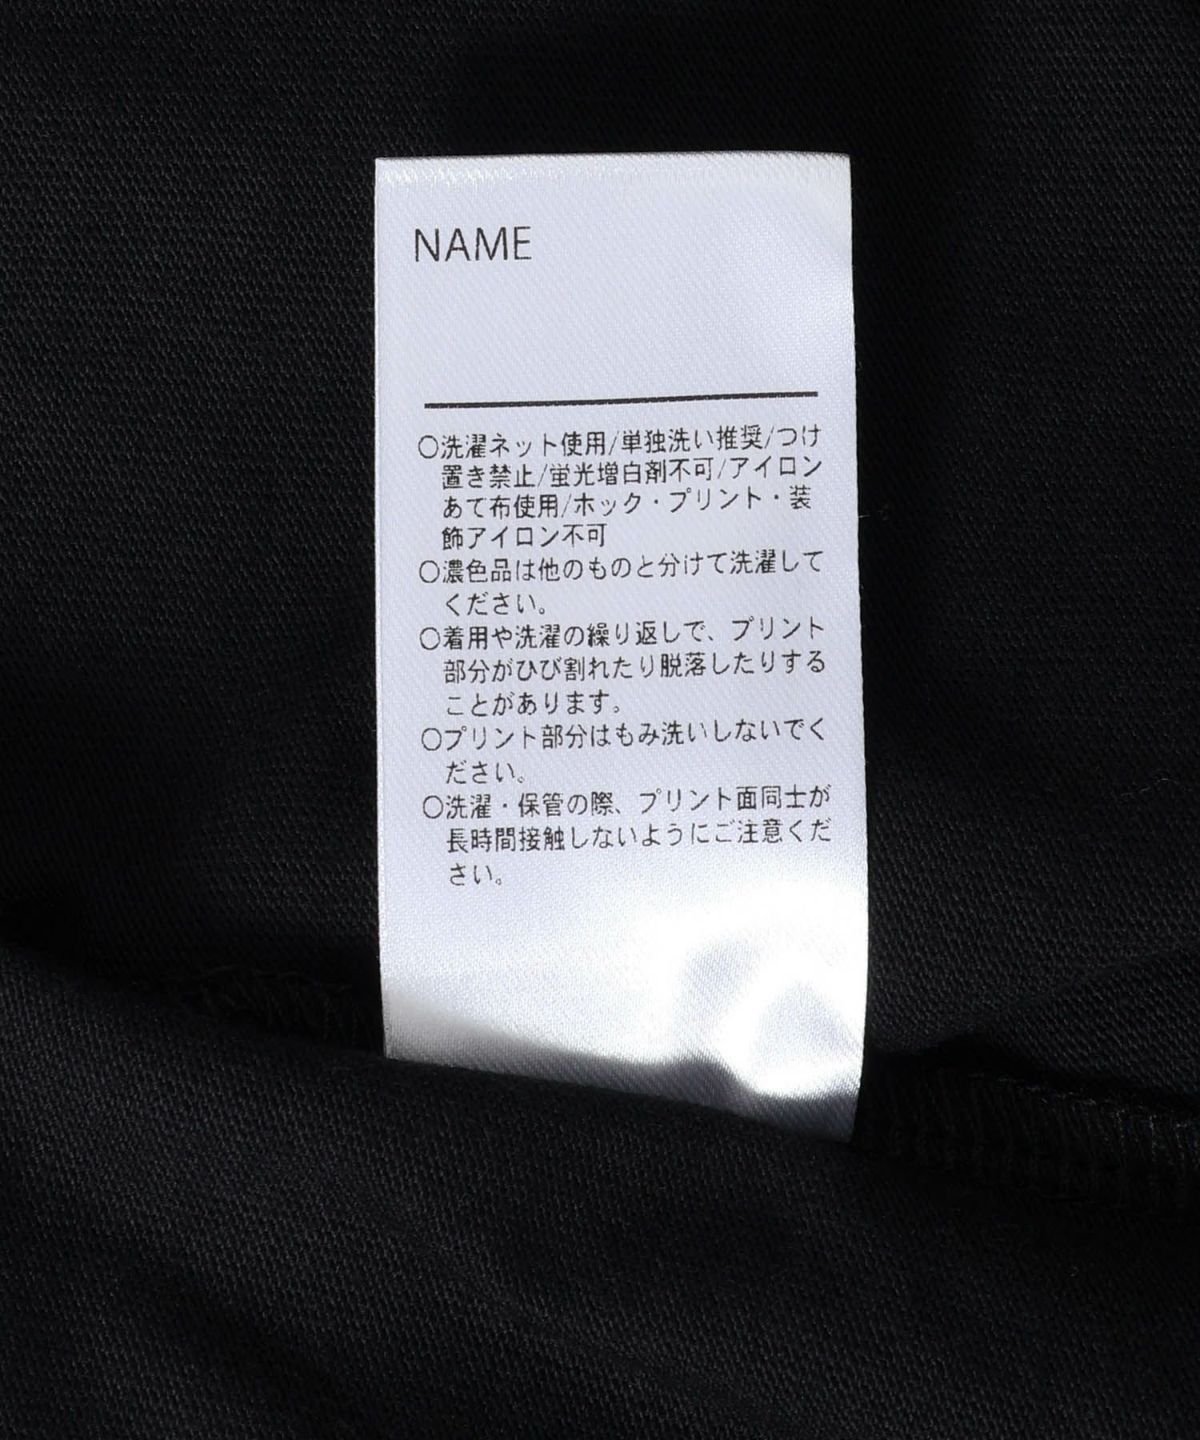 NAME
○洗濯ネット使用/単独洗い推奨/つけ
置き禁止/蛍光増白剤不可/アイロン
あて布使用/ホック・プリント・装
飾アイロン不可
○濃色品は他のものと分けて洗濯して
ください。
○着用や洗濯の繰り返しで、プリント
部分がひび割れたり脱落したりする
ことがあります。
○プリント部分はもみ洗いしないでく
ださい。
○洗濯・保管の際、プリント面同士が
長時間接触しないようにご注意くだ
さい。